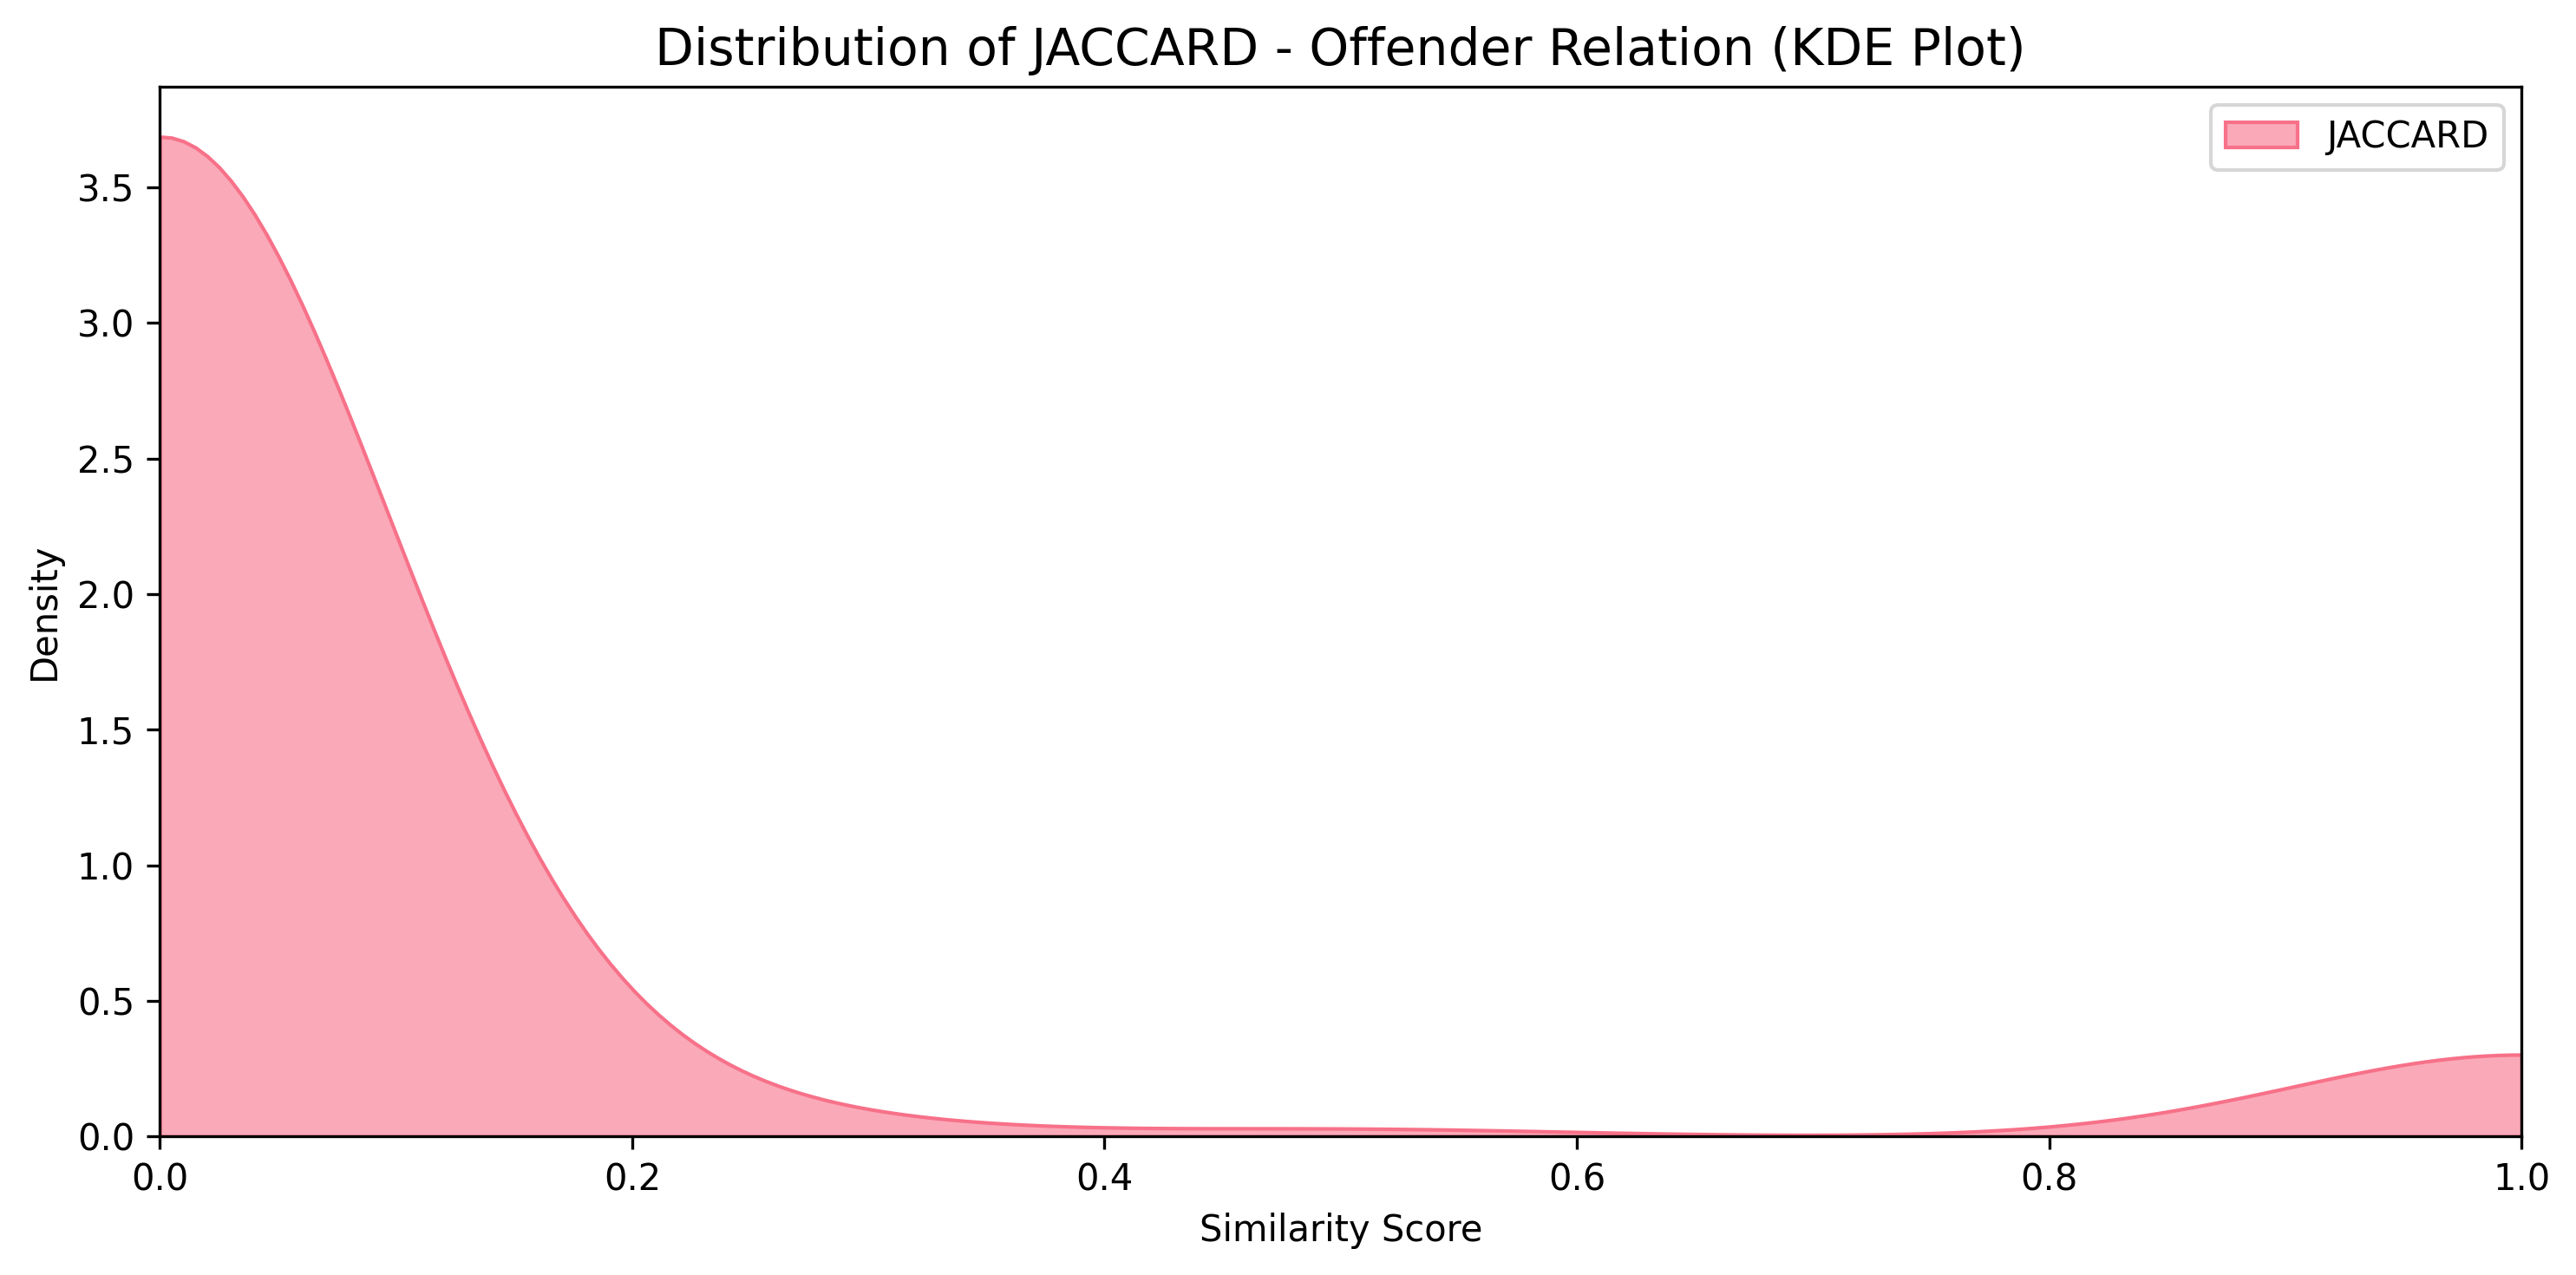 Distribution of JACCARD - Offender Relation (KDE Plot)
JACCARD
3.5
3.0
2.5
2.0
1.5
1.0
0.5
0.0
Density
0.0 0.2 0.4 0.6 0.8 1.0
Similarity Score